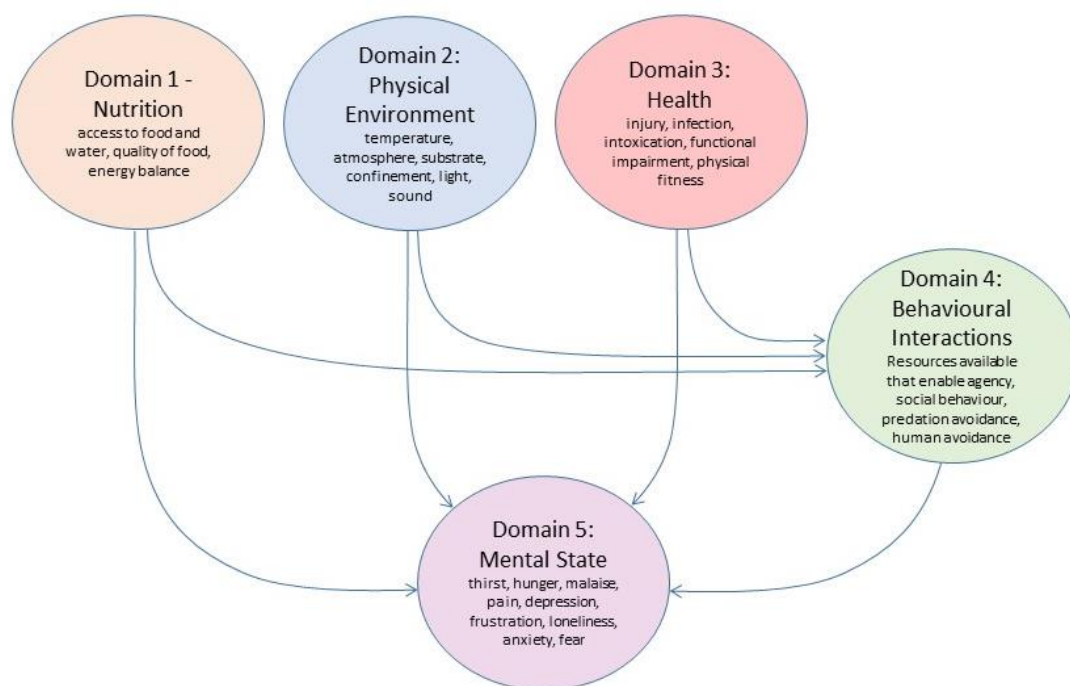 Domain 1 -
Nutrition
access to food and
water, quality of food,
energy balance
Domain 2:
Physical
Environment
temperature,
atmosphere, substrate,
confinement, light,
sound
Domain 3:
Health
injury, infection,
intoxication, functional
impairment, physical
fitness
Domain 4:
Behavioural
Interactions
Resources available
that enable agency,
social behaviour,
predation avoidance,
human avoidance
Domain 5:
Mental State
thirst, hunger, malaise,
pain, depression,
frustration, loneliness,
anxiety, fear